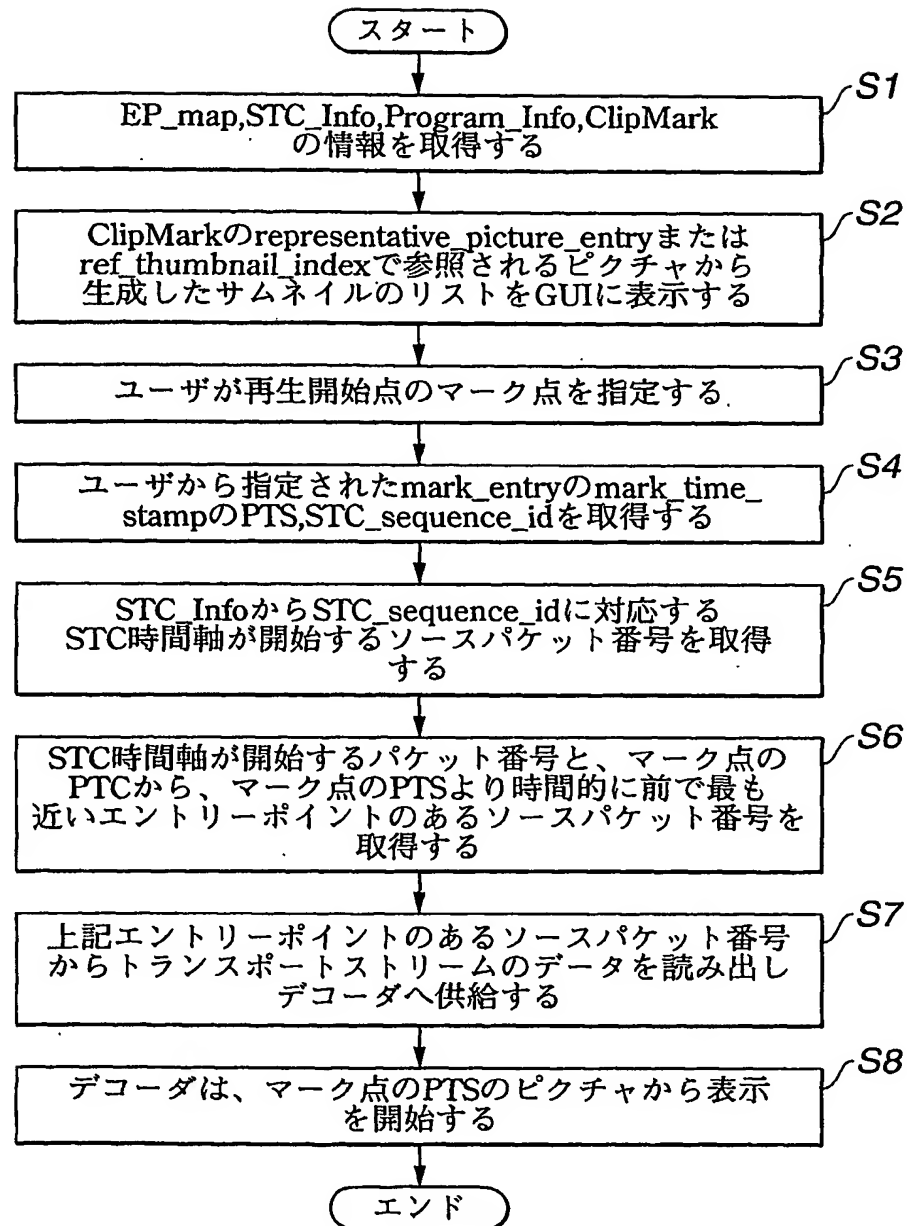 スタート
S1
EP_map,STC_Info,Program_Info,ClipMark
の情報を取得する
S2
ClipMarkのrepresentative_picture_entryまたは
ref_thumbnail_indexで参照されるピクチャから
生成したサムネイルのリストをGUIに表示する
S3
ユーザが再生開始点のマーク点を指定する
S4
ユーザから指定されたmark_entryのmark_time_
stampのPTS,STC_sequence_idを取得する
S5
STC_InfoからSTC_sequence_idに対応する
STC時間軸が開始するソースパケット番号を取得
する
S6
STC時間軸が開始するパケット番号と、マーク点の
PTCから、マーク点のPTSより時間的に前で最も
近いエントリーポイントのあるソースパケット番号を
取得する
S7
上記エントリーポイントのあるソースパケット番号
からトランスポートストリームのデータを読み出し
デコーダへ供給する
S8
デコーダは、マーク点のPTSのピクチャから表示
を開始する
エンド